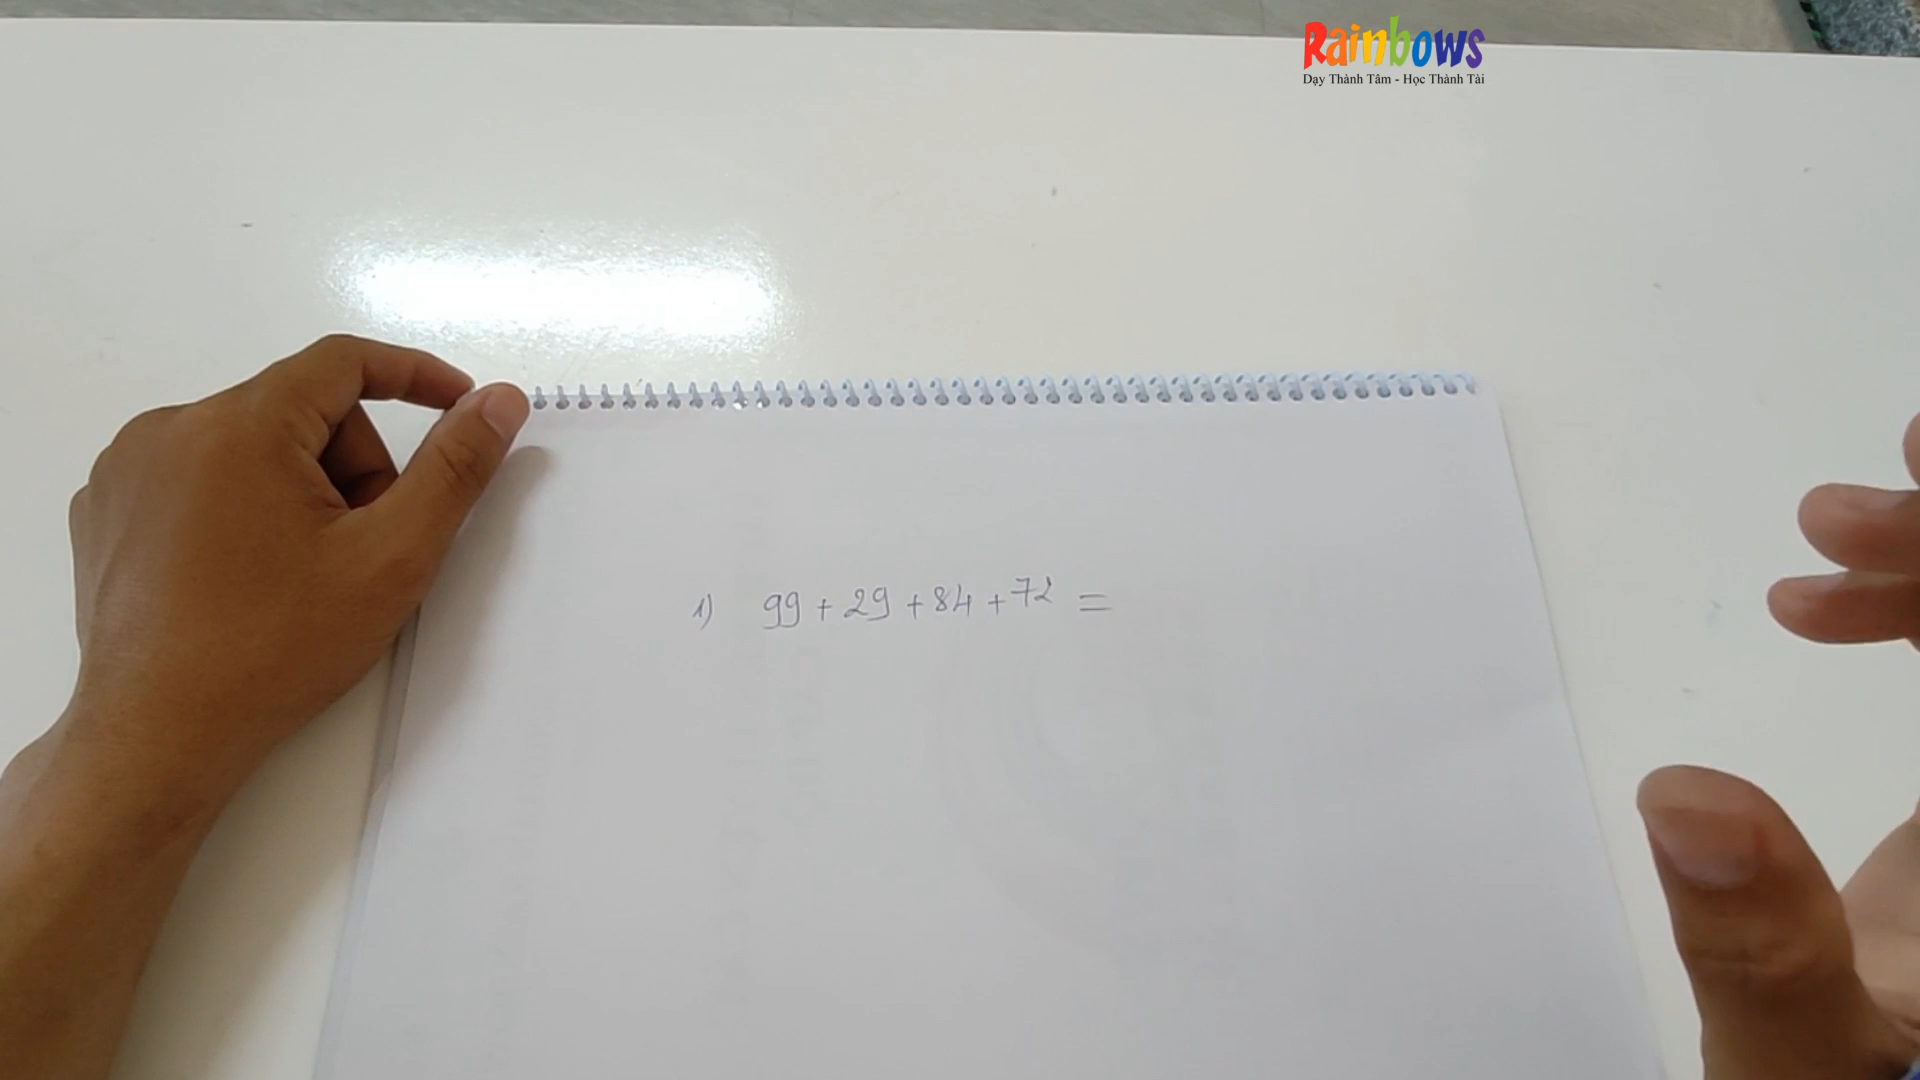 Rainbows
Dạy Thành Tâm - Học Thành Tài
1) 99 + 29 + 84 + 72 =